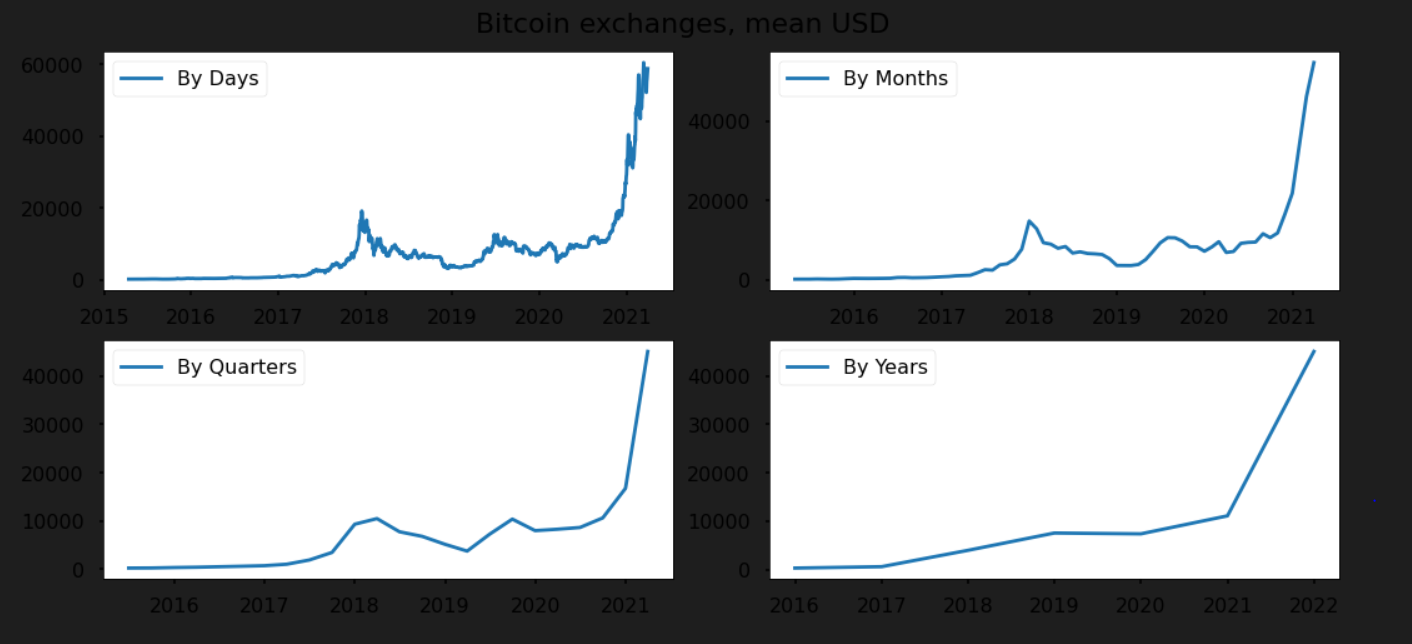 Bitcoin exchanges, mean USD
By Days
60000
40000
20000
0
2015 2016 2017 2018 2019 2020 2021
By Months
40000
20000
0
2016 2017 2018 2019 2020 2021
By Quarters
40000
30000
20000
10000
0
2016 2017 2018 2019 2020 2021
By Years
40000
30000
20000
10000
0
2016 2017 2018 2019 2020 2021 2022